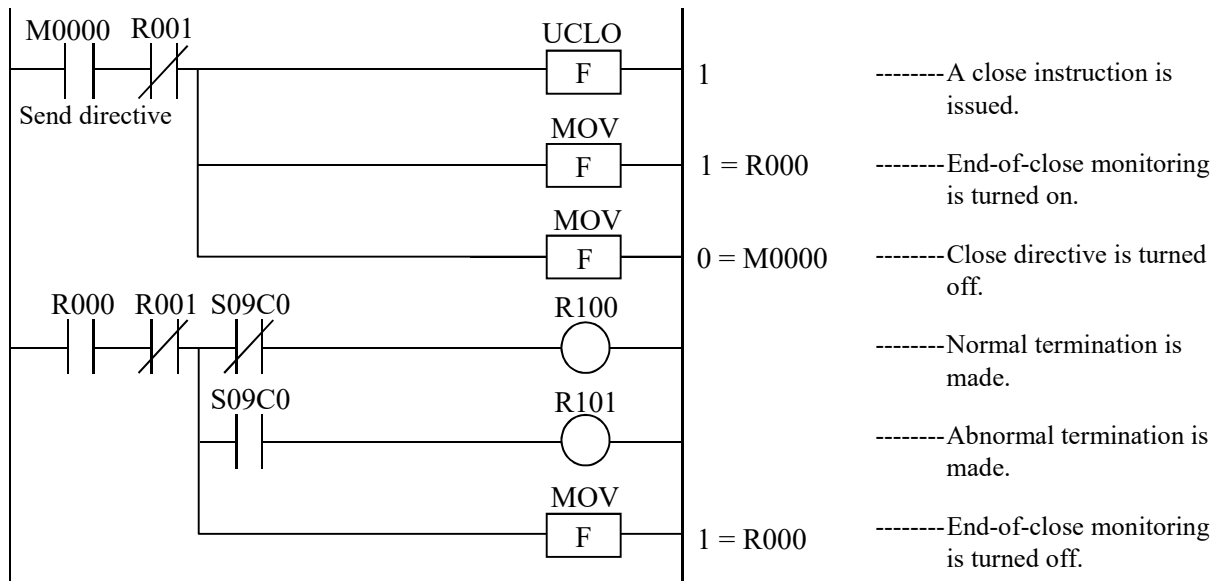 M0000 R001 UCLO
F 1 --------A close instruction is
issued.
Send directive
MOV
F 1 = R000 --------End-of-close monitoring
is turned on.
MOV
F 0 = M0000 --------Close directive is turned
off.
R000 R001 S09C0 R100
--------Normal termination is
made.
S09C0 R101
--------Abnormal termination is
made.
MOV
F 1 = R000 --------End-of-close monitoring
is turned off.